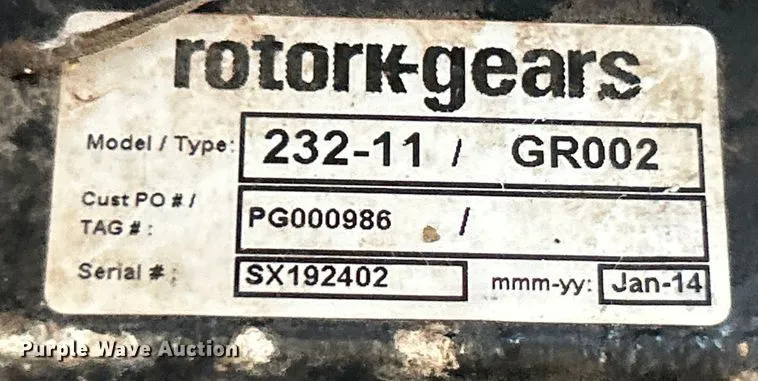 rotork gears
Model / Type: 232-11 / GR002
Cust PO # / TAG # : PG000986 /
Serial # : SX192402 mmm-yy: Jan-14
Purple Wave Auction